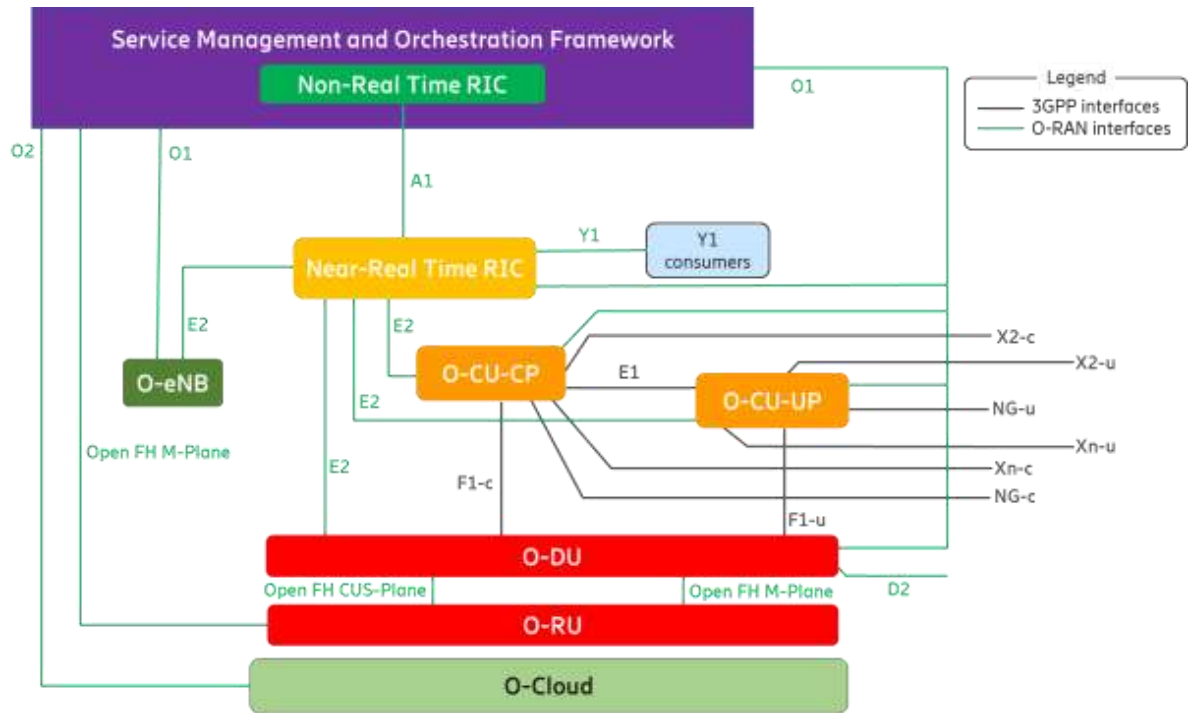 Service Management and Orchestration Framework
Non-Real Time RIC
O1
Legend
3GPP interfaces
O-RAN interfaces
O2
O1
A1
Y1
Y1
consumers
Near-Real Time RIC
E2
E2
X2-c
O-eNB
O-CU-CP
E1
X2-u
E2
O-CU-UP
NG-u
Open FH M-Plane
Xn-u
E2
Xn-c
F1-c
NG-c
F1-u
O-DU
Open FH CUS-Plane
Open FH M-Plane
D2
O-RU
O-Cloud